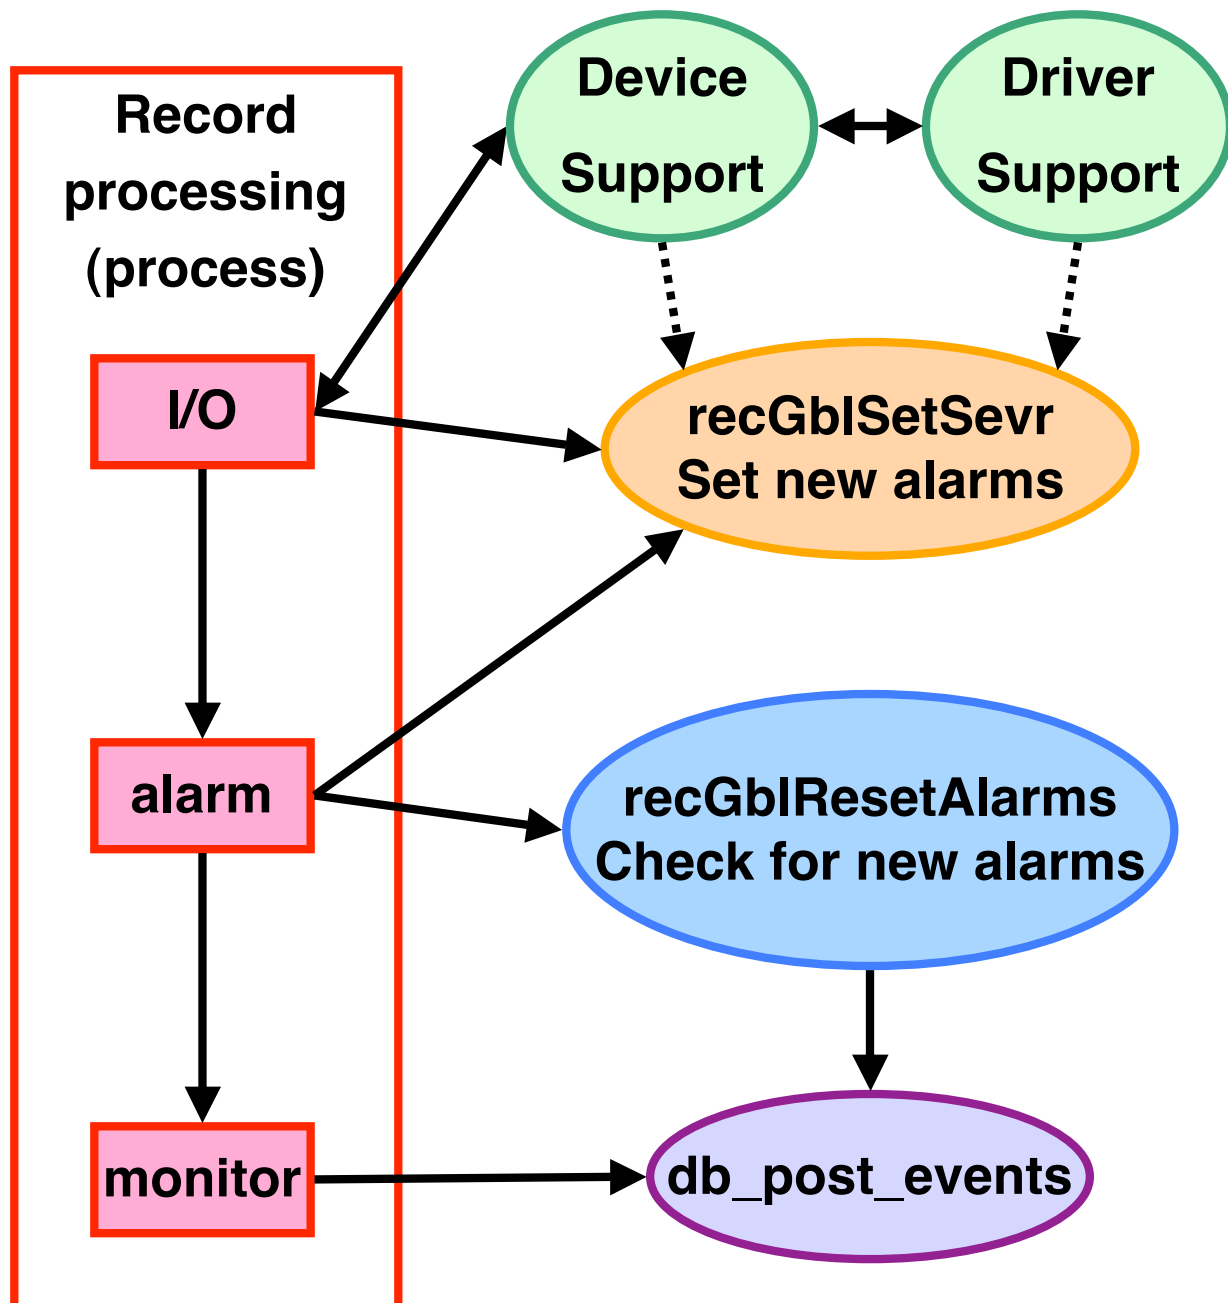 Record
processing
(process)
I/O
alarm
monitor
Device
Support
Driver
Support
recGblSetSevr
Set new alarms
recGblResetAlarms
Check for new alarms
db_post_events